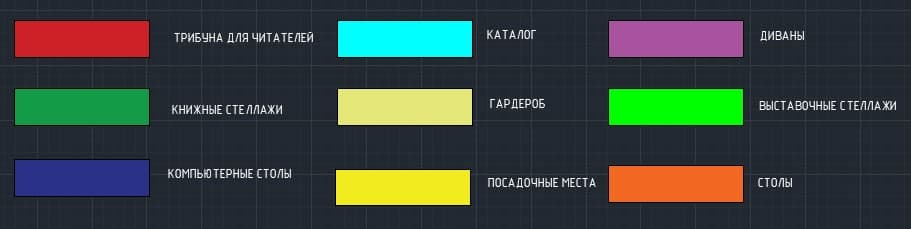 ТРИБУНА ДЛЯ ЧИТАТЕЛЕЙ
КАТАЛОГ
ДИВАНЫ
КНИЖНЫЕ СТЕЛЛАЖИ
ГАРДЕРОБ
ВЫСТАВОЧНЫЕ СТЕЛЛАЖИ
КОМПЬЮТЕРНЫЕ СТОЛЫ
ПОСАДОЧНЫЕ МЕСТА
СТОЛЫ